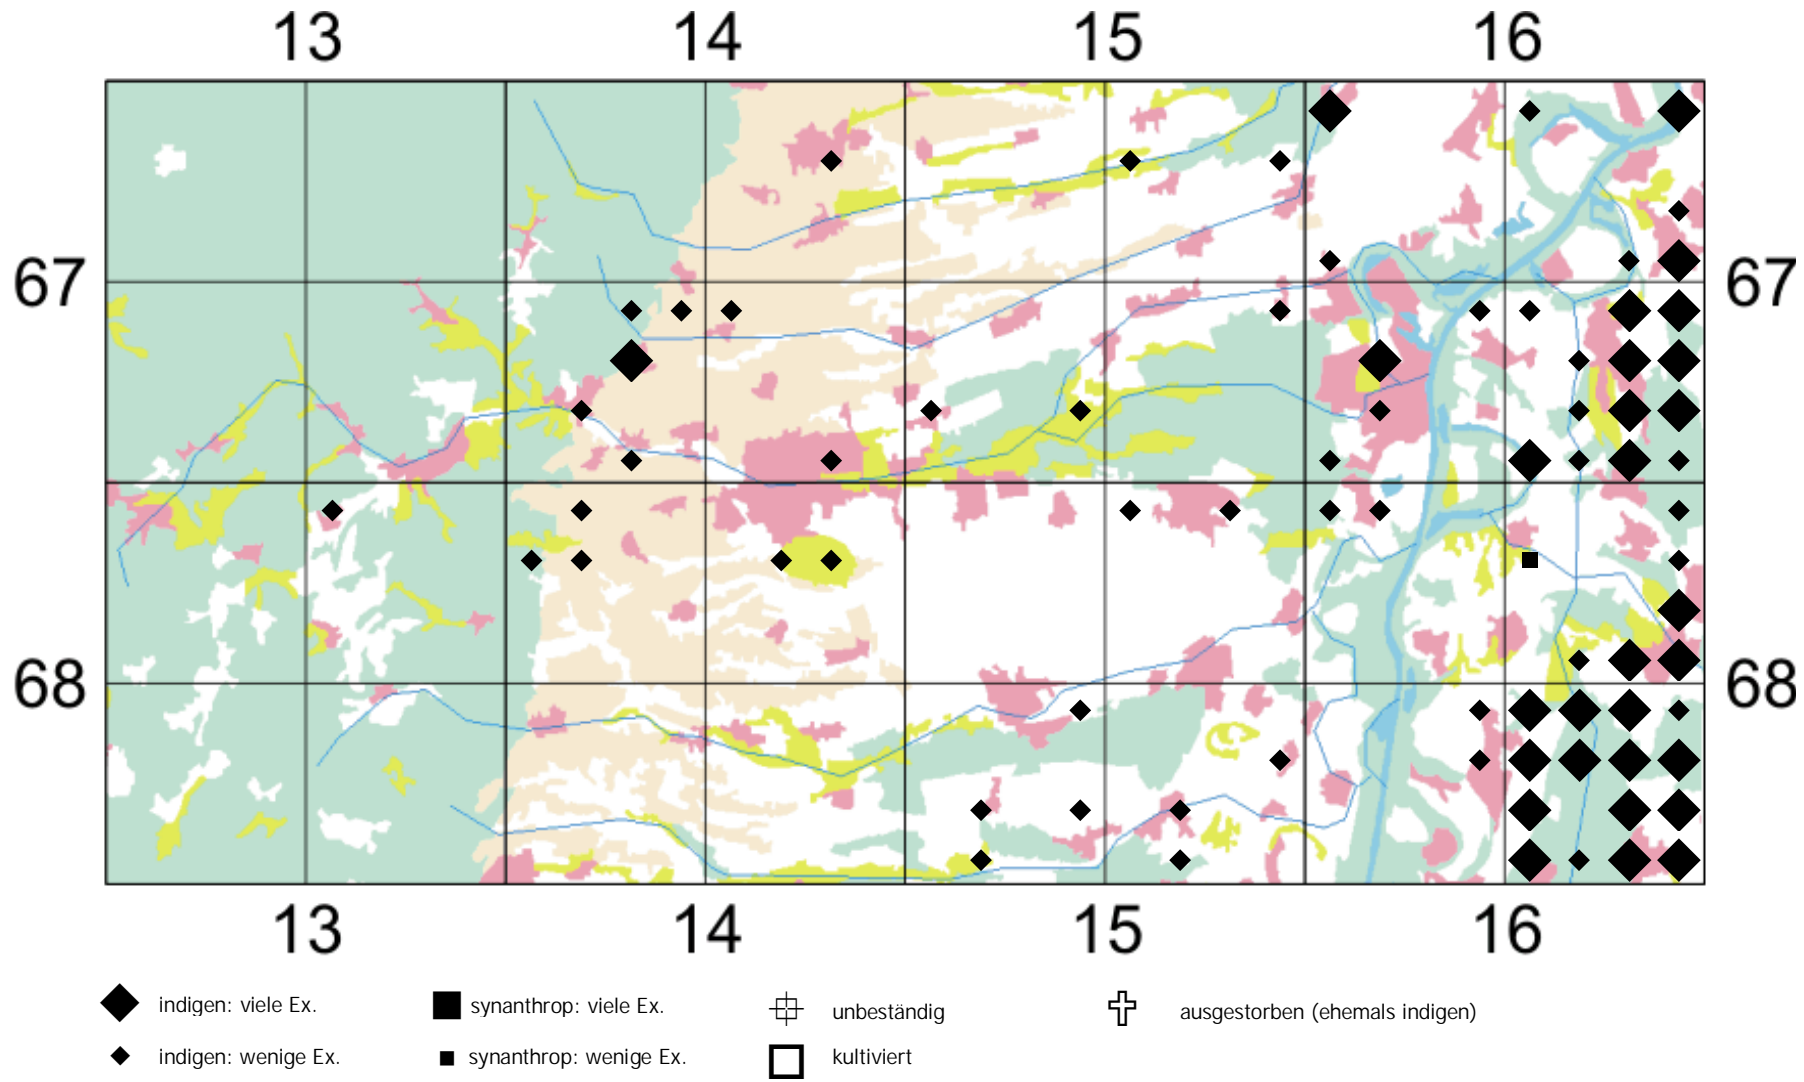 13 14 15 16
67 67
68 68
13 14 15 16
indigen: viele Ex. synanthrop: viele Ex. unbeständig ausgestorben (ehemals indigen)
indigen: wenige Ex. synanthrop: wenige Ex. kultiviert